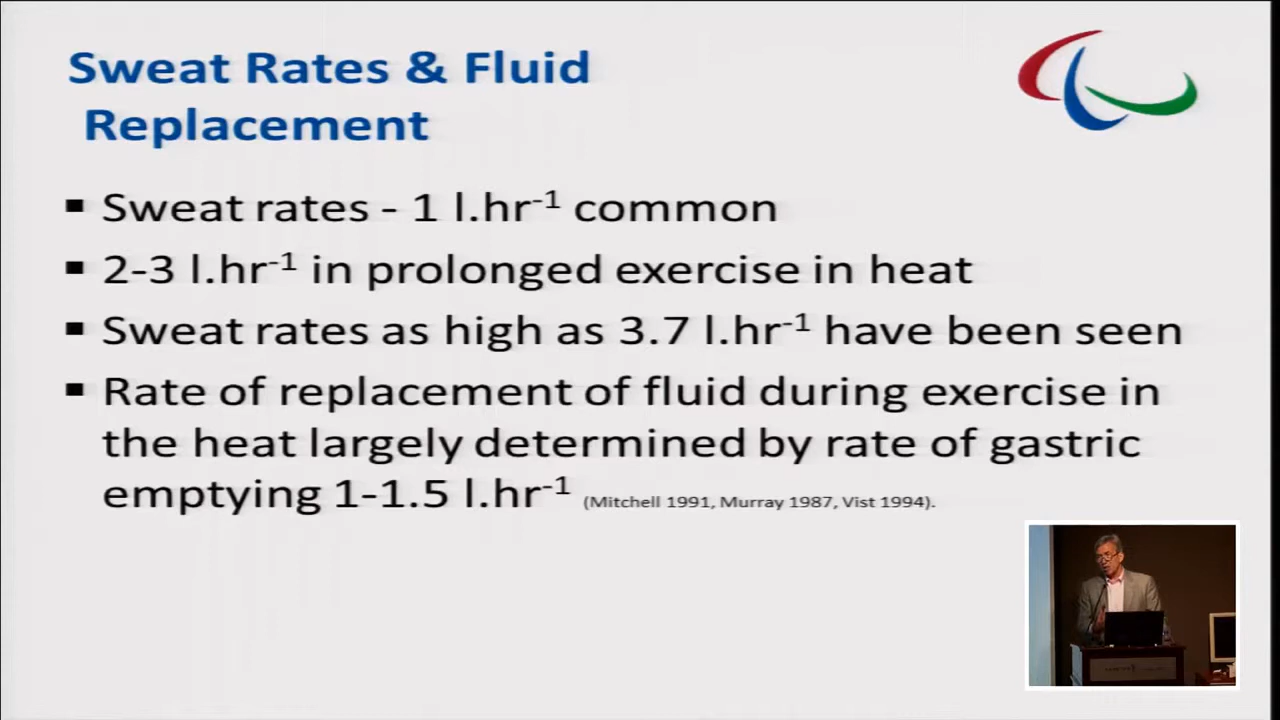 Sweat Rates & Fluid
Replacement
▪ Sweat rates - 1 l.hr⁻¹ common
▪ 2-3 l.hr⁻¹ in prolonged exercise in heat
▪ Sweat rates as high as 3.7 l.hr⁻¹ have been seen
▪ Rate of replacement of fluid during exercise in
the heat largely determined by rate of gastric
emptying 1-1.5 l.hr⁻¹ (Mitchell 1991, Murray 1987, Vist 1994).